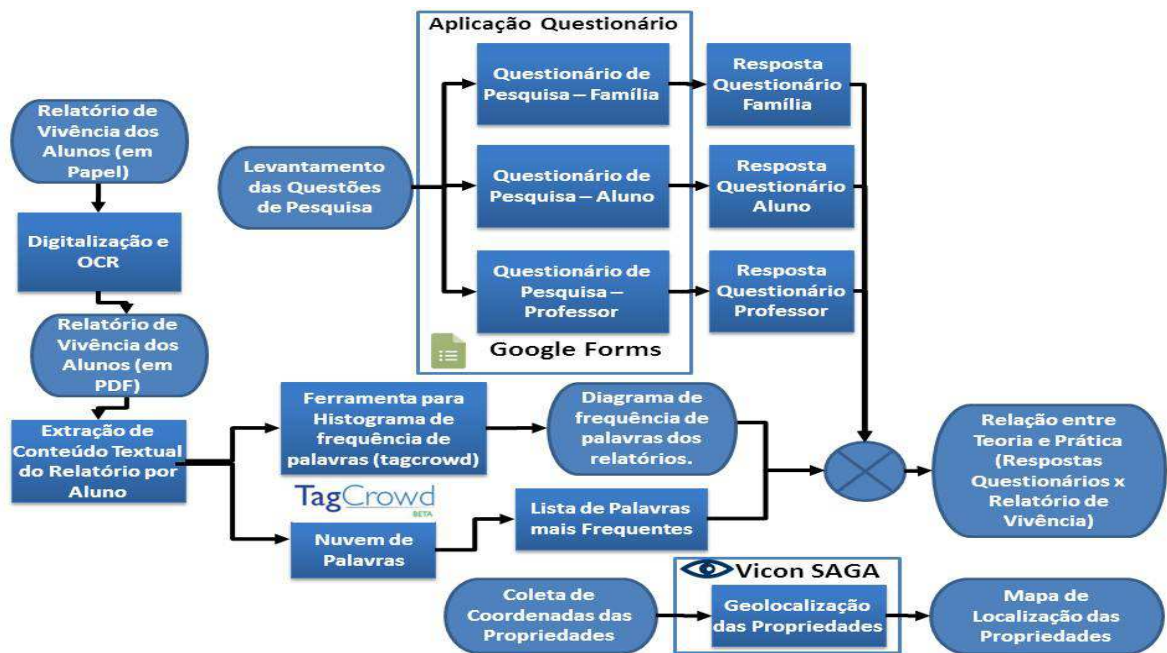 Aplicação Questionário
Relatório de
Vivência dos
Alunos (em
Papel)
Digitalização e
OCR
Relatório de
Vivência dos
Alunos (em
PDF)
Extração de
Conteúdo Textual
do Relatório por
Aluno
Levantamento
das Questões
de Pesquisa
Questionário de
Pesquisa – Família
Resposta
Questionário
Família
Questionário de
Pesquisa – Aluno
Resposta
Questionário
Aluno
Questionário de
Pesquisa –
Professor
Resposta
Questionário
Professor
Google Forms
Ferramenta para
Histograma de
frequência de
palavras (tagcrowd)
Diagrama de
frequência de
palavras dos
relatórios.
TagCrowd
BETA
Nuvem de
Palavras
Lista de Palavras
mais Frequentes
Relação entre
Teoria e Prática
(Respostas
Questionários x
Relatório de
Vivência)
Vicon SAGA
Coleta de
Coordenadas das
Propriedades
Geolocalização
das Propriedades
Mapa de
Localização das
Propriedades